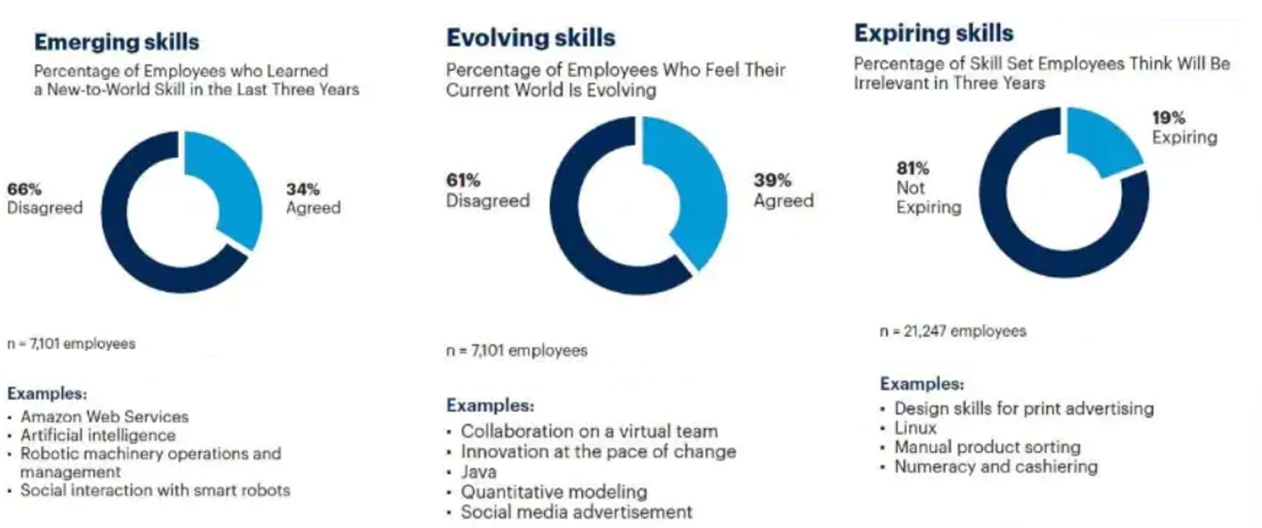 Emerging skills
Percentage of Employees who Learned
a New-to-World Skill in the Last Three Years
66%
Disagreed
34%
Agreed
n = 7,101 employees
Examples:
• Amazon Web Services
• Artificial intelligence
• Robotic machinery operations and
management
• Social interaction with smart robots
Evolving skills
Percentage of Employees Who Feel Their
Current World Is Evolving
61%
Disagreed
39%
Agreed
n = 7,101 employees
Examples:
• Collaboration on a virtual team
• Innovation at the pace of change
• Java
• Quantitative modeling
• Social media advertisement
Expiring skills
Percentage of Skill Set Employees Think Will Be
Irrelevant in Three Years
19%
Expiring
81%
Not
Expiring
n = 21,247 employees
Examples:
• Design skills for print advertising
• Linux
• Manual product sorting
• Numeracy and cashiering